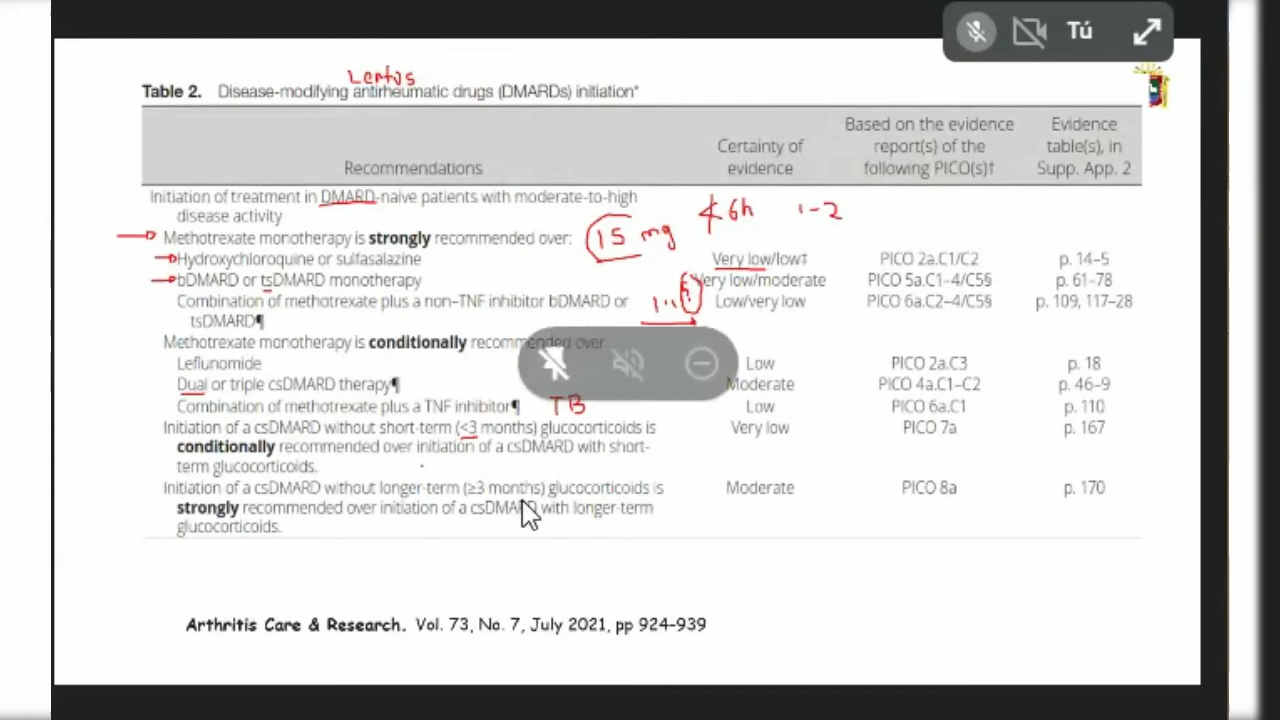 Tú
Lentos
Table 2. Disease-modifying antirheumatic drugs (DMARDs) initiation*
Recommendations
Certainty of evidence
Based on the evidence report(s) of the following PICO(s)†
Evidence table(s), in Supp. App. 2
Initiation of treatment in DMARD-naive patients with moderate-to-high
disease activity
6h 1-2
15 mg
Methotrexate monotherapy is strongly recommended over:
Hydroxychloroquine or sulfasalazine Very low/low‡ PICO 2a.C1/C2 p. 14–5
bDMARD or tsDMARD monotherapy Very low/moderate PICO 5a.C1–4/C5§ p. 61–78
Combination of methotrexate plus a non–TNF inhibitor bDMARD or Low/very low PICO 6a.C2–4/C5§ p. 109, 117–28
tsDMARD¶
Methotrexate monotherapy is conditionally recommended over
Leflunomide Low PICO 2a.C3 p. 18
Dual or triple csDMARD therapy¶ Moderate PICO 4a.C1–C2 p. 46–9
Combination of methotrexate plus a TNF inhibitor¶ TB Low PICO 6a.C1 p. 110
Initiation of a csDMARD without short-term (<3 months) glucocorticoids is Very low PICO 7a p. 167
conditionally recommended over initiation of a csDMARD with short-
term glucocorticoids.
Initiation of a csDMARD without longer-term (≥3 months) glucocorticoids is Moderate PICO 8a p. 170
strongly recommended over initiation of a csDMARD with longer-term
glucocorticoids.
Arthritis Care & Research. Vol. 73, No. 7, July 2021, pp 924–939